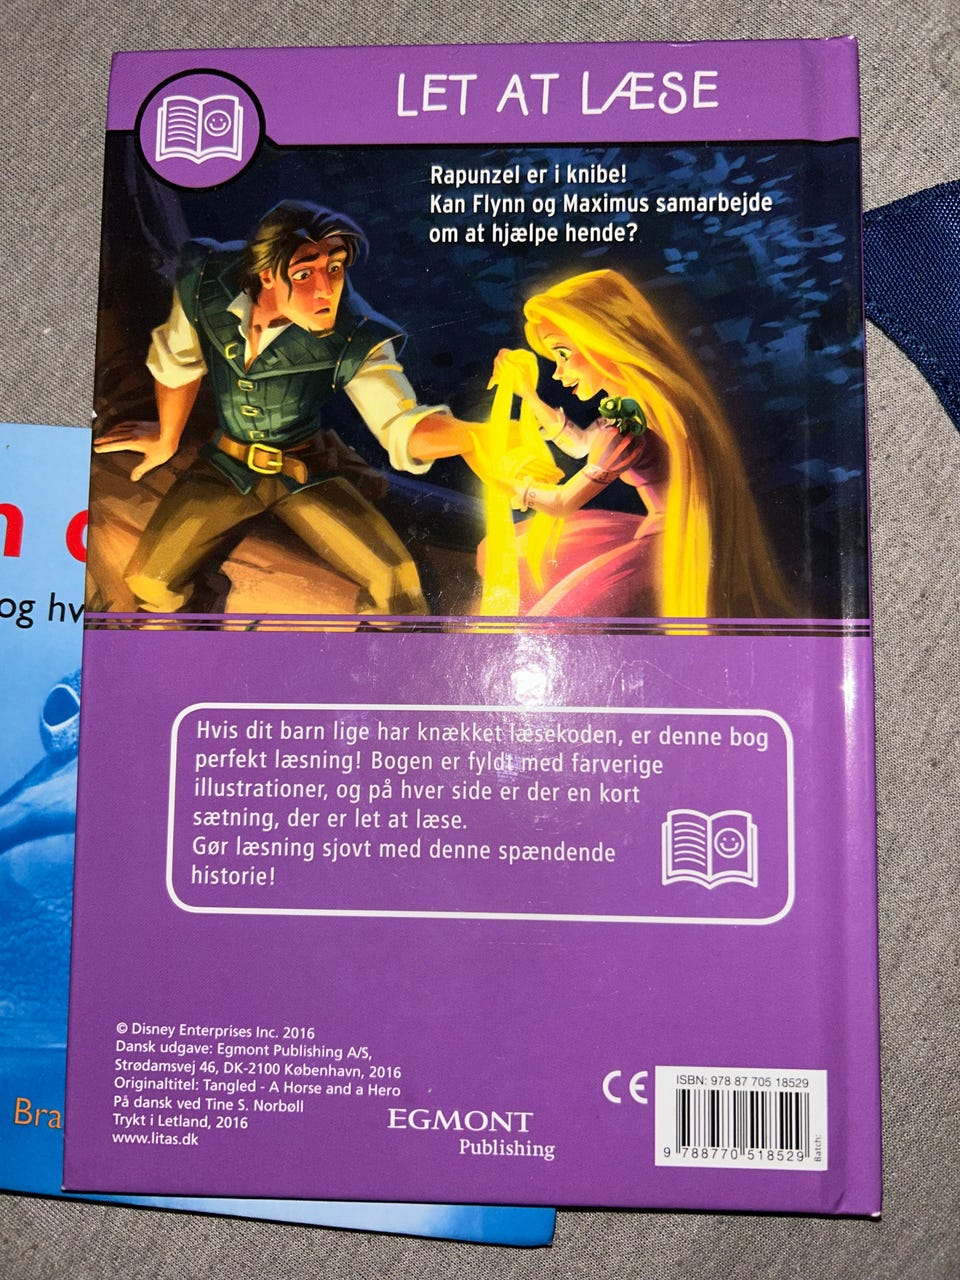 LET AT LÆSE
Rapunzel er i knibe!
Kan Flynn og Maximus samarbejde
om at hjælpe hende?
og hv
Hvis dit barn lige har knækket læsekoden, er denne bog
perfekt læsning! Bogen er fyldt med farverige
illustrationer, og på hver side er der en kort
sætning, der er let at læse.
Gør læsning sjovt med denne spændende
historie!
© Disney Enterprises Inc. 2016
Dansk udgave: Egmont Publishing A/S,
Strødamsvej 46, DK-2100 København, 2016
Originaltitel: Tangled - A Horse and a Hero
På dansk ved Tine S. Norbøll
Trykt i Letland, 2016
www.litas.dk
EGMONT
Publishing
CE
ISBN: 978 87 705 18529
9 788770 518529
Batch:
Bra